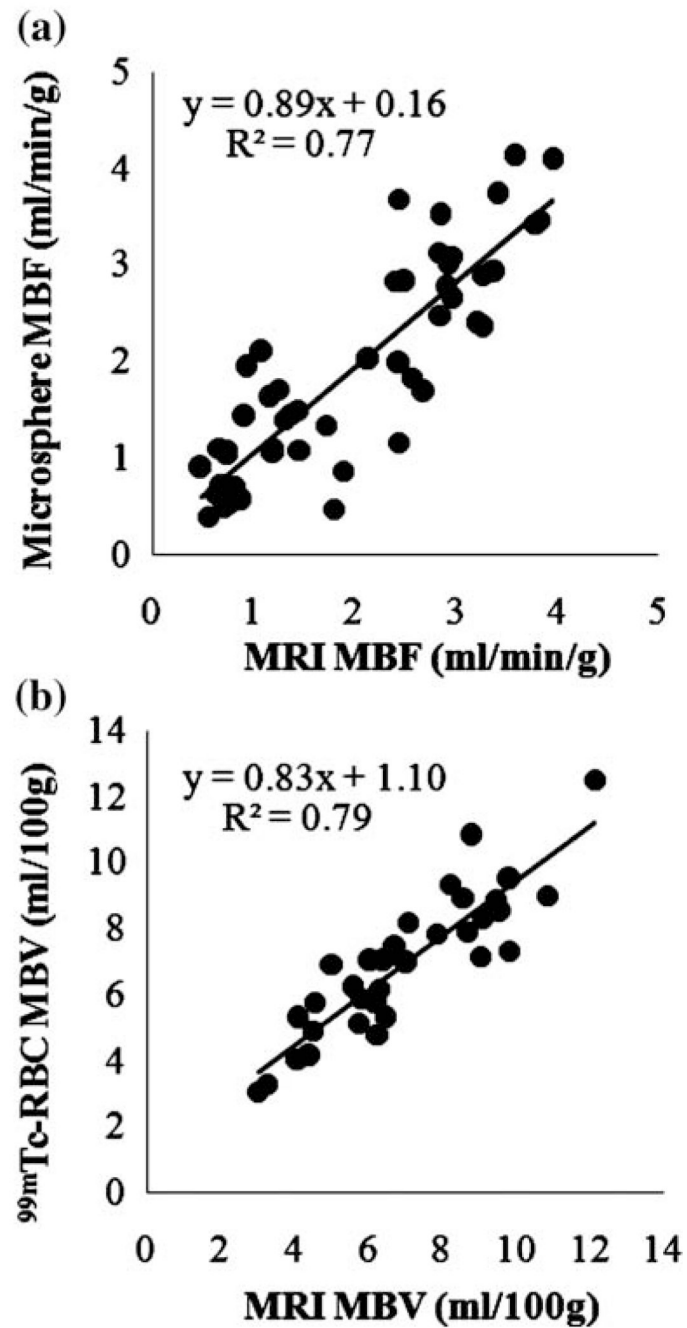 (a)
Microsphere MBF (ml/min/g)
y = 0.89x + 0.16
R² = 0.77
5
4
3
2
1
0
0 1 2 3 4 5
MRI MBF (ml/min/g)
(b)
⁹⁹ᵐTc-RBC MBV (ml/100g)
y = 0.83x + 1.10
R² = 0.79
14
12
10
8
6
4
2
0
0 2 4 6 8 10 12 14
MRI MBV (ml/100g)